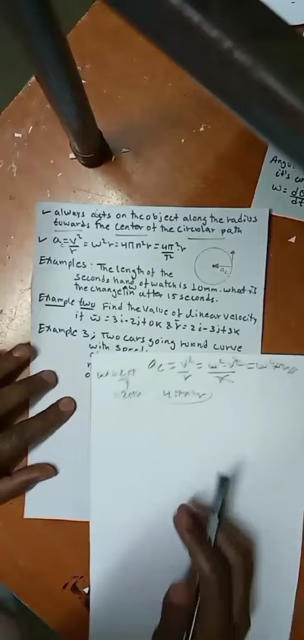 ✓ always acts on the object along the radius
towards the center of the circular path
✓ ac = v²/r = ω²r = 4π²n²r = 4π²r/T²
Examples: The length of the
seconds hand of watch is 10mm. what is
the change in after 15 seconds.
Example two Find the value of linear velocity
if ω = 3i - 2j + 0k & r = 2i - 3j + 3k
Example 3; Two cars going round curve
with speed
Angu
it's
ω = dθ/dt
ac = v²/r = ω²r²/r = ω²r